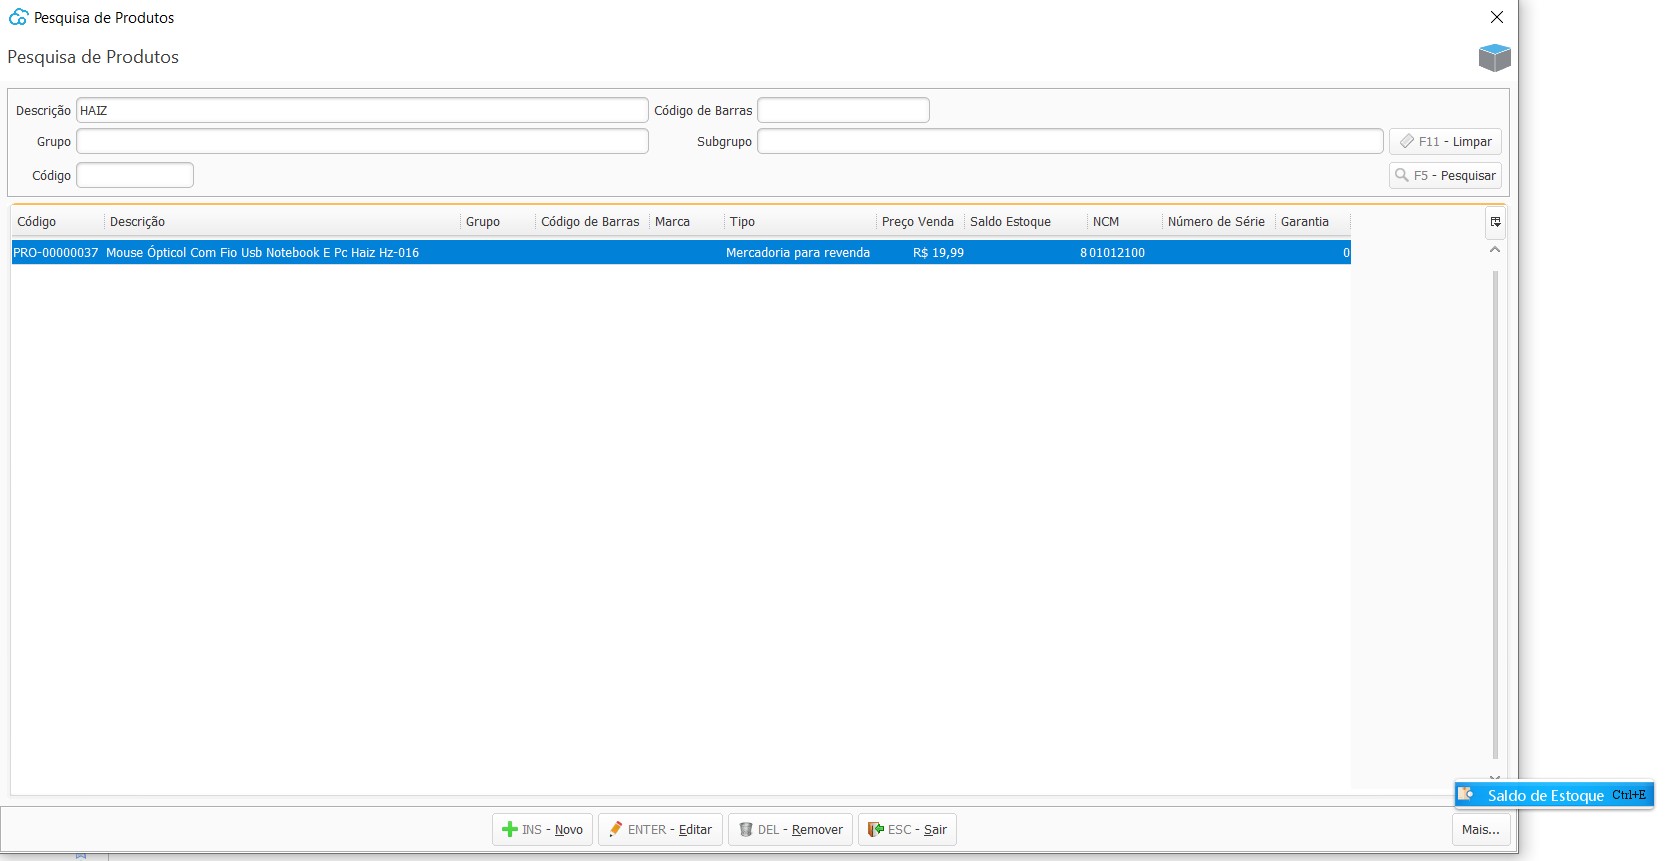 Pesquisa de Produtos
Pesquisa de Produtos
Descrição HAIZ Código de Barras
Grupo Subgrupo F11 - Limpar
Código F5 - Pesquisar
Código Descrição Grupo Código de Barras Marca Tipo Preço Venda Saldo Estoque NCM Número de Série Garantia
PRO-00000037 Mouse Ópticol Com Fio Usb Notebook E Pc Haiz Hz-016 Mercadoria para revenda R$ 19,99 8 01012100 0
Saldo de Estoque Ctrl+E
INS - Novo ENTER - Editar DEL - Remover ESC - Sair Mais...